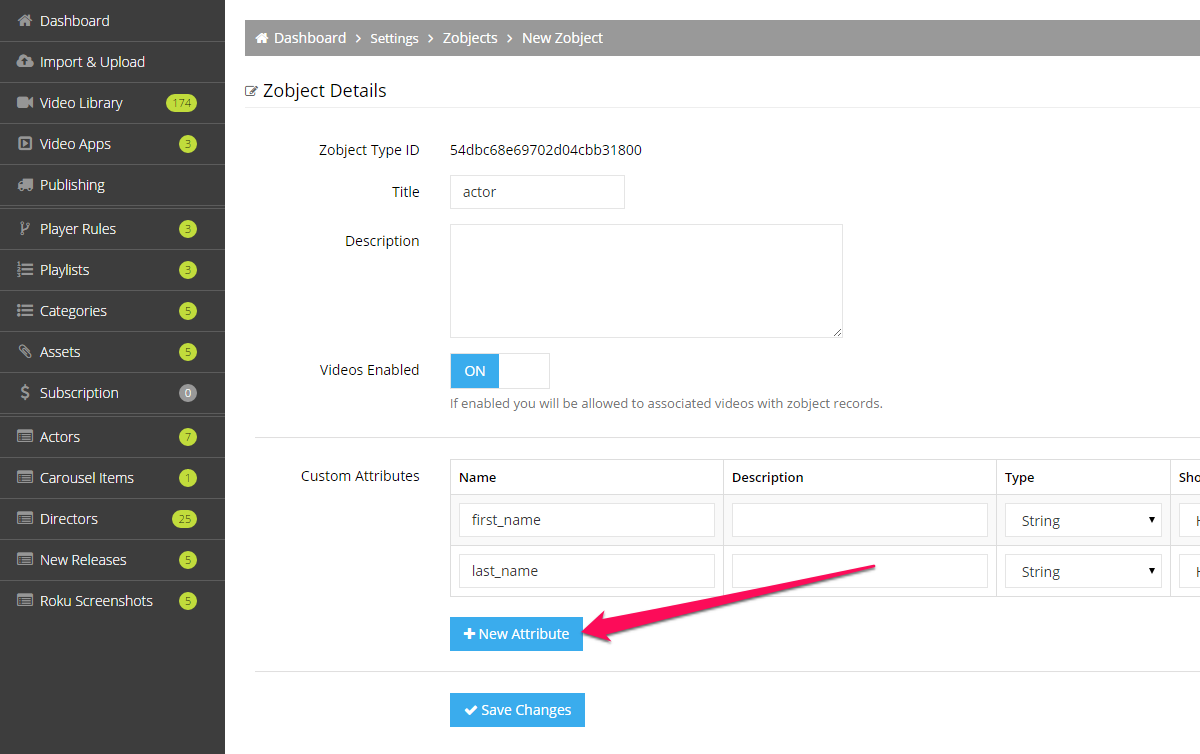 Dashboard
Import & Upload
Video Library 174
Video Apps 3
Publishing
Player Rules 3
Playlists 3
Categories 5
Assets 5
Subscription 0
Actors 7
Carousel Items 1
Directors 25
New Releases 5
Roku Screenshots 5
Dashboard > Settings > Zobjects > New Zobject
Zobject Details
Zobject Type ID 54dbc68e69702d04cbb31800
Title actor
Description
Videos Enabled ON
If enabled you will be allowed to associated videos with zobject records.
Custom Attributes Name Description Type Sho
first_name String H
last_name String H
New Attribute
Save Changes